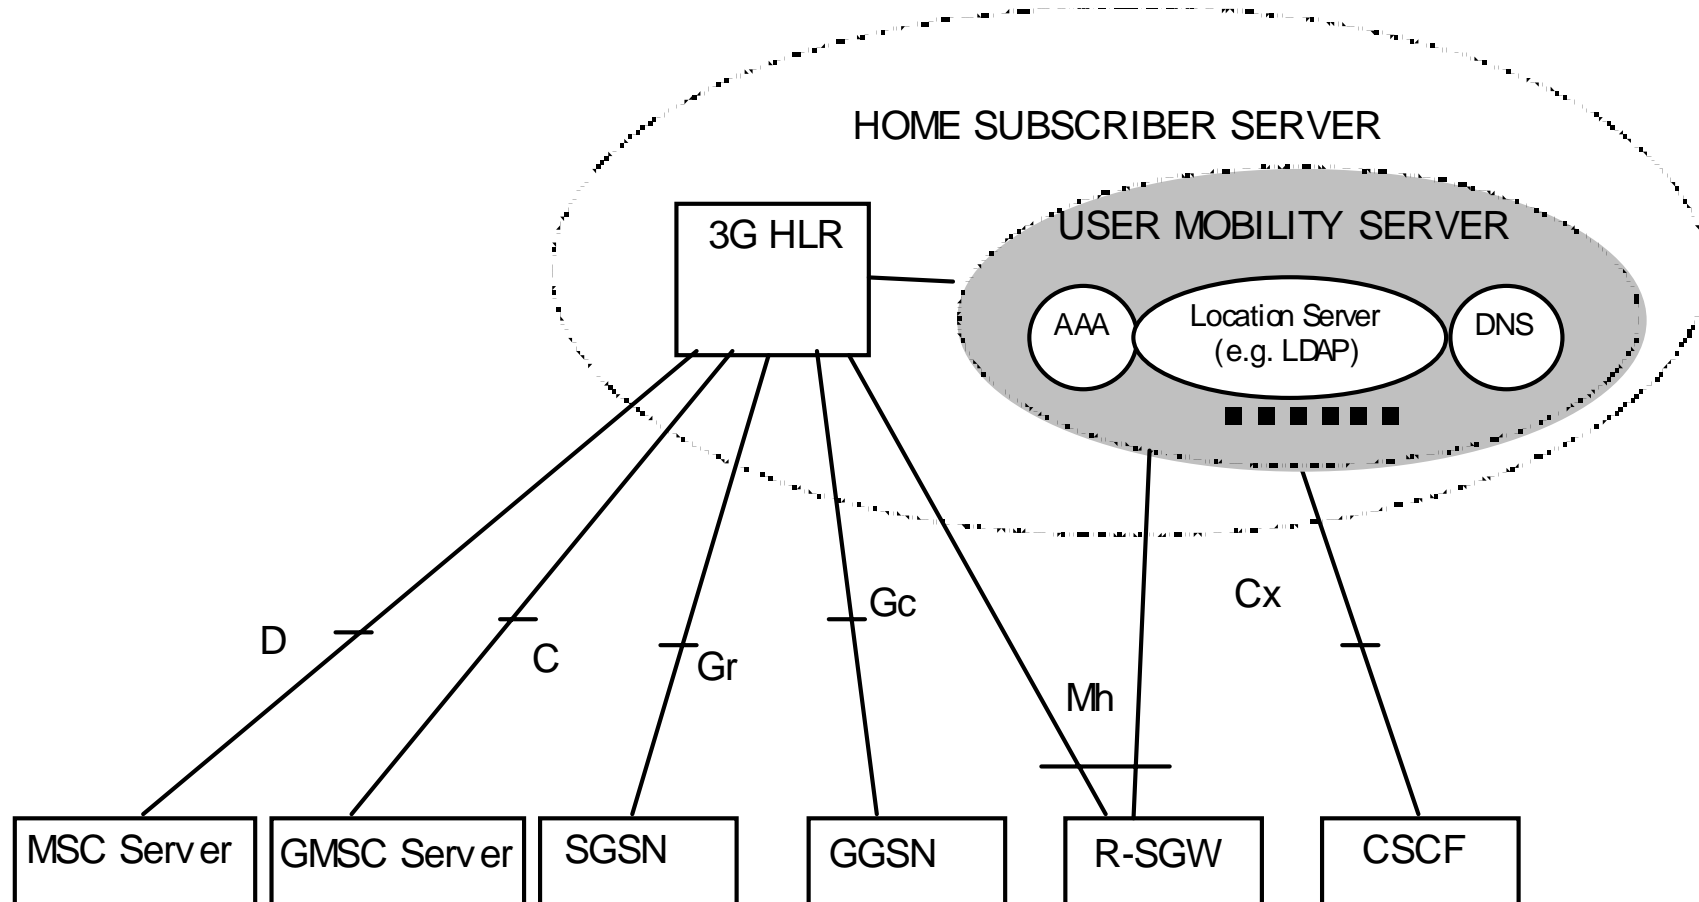 HOME SUBSCRIBER SERVER
USER MOBILITY SERVER
3G HLR
AAA
Location Server
(e.g. LDAP)
DNS
D
C
Gr
Gc
Mh
Cx
MSC Server
GMSC Server
SGSN
GGSN
R-SGW
CSCF